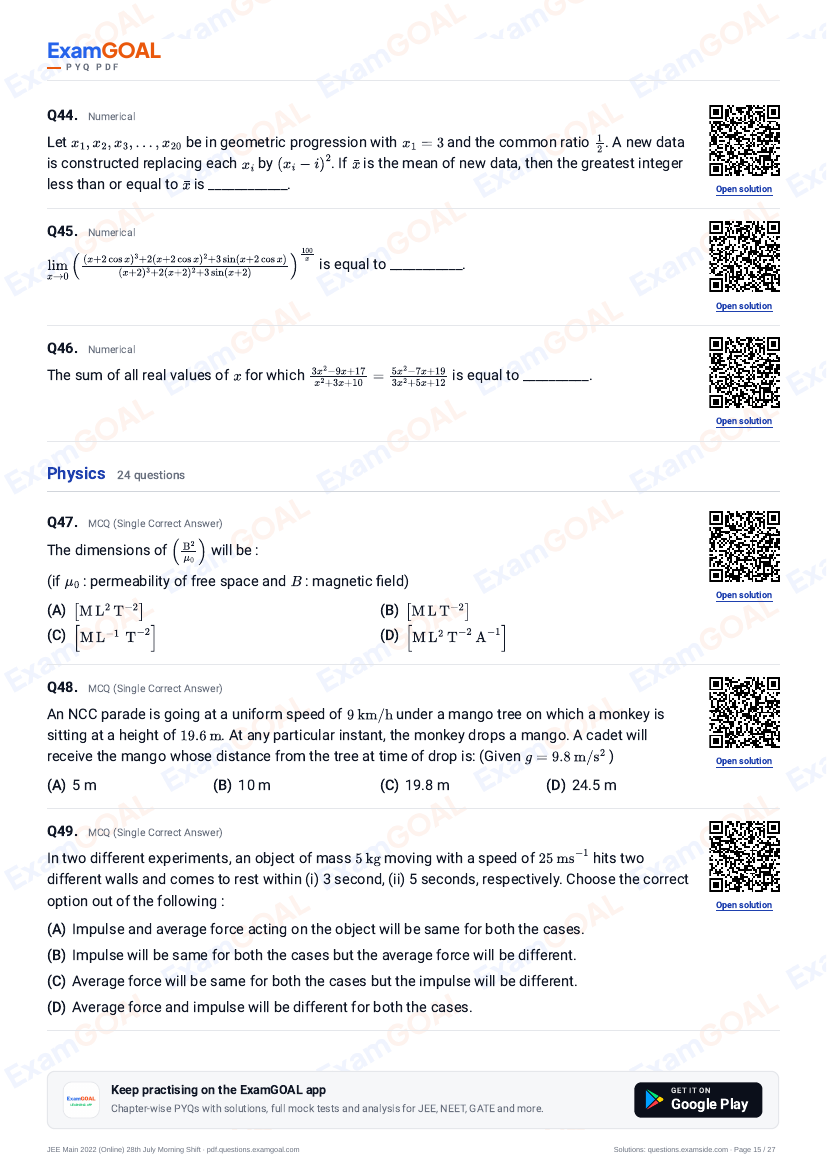 ExamGOAL
PYQ PDF
Q44. Numerical
Let x₁, x₂, x₃, . . . , x₂₀ be in geometric progression with x₁ = 3 and the common ratio 1/2. A new data
is constructed replacing each xᵢ by (xᵢ − i)². If x̄ is the mean of new data, then the greatest integer
less than or equal to x̄ is ____________.
Open solution
Q45. Numerical
lim x→0 ( ((x+2 cos x)³+2(x+2 cos x)²+3 sin(x+2 cos x)) / ((x+2)³+2(x+2)²+3 sin(x+2)) )^(100/x) is equal to ___________.
Open solution
Q46. Numerical
The sum of all real values of x for which (3x²−9x+17)/(x²+3x+10) = (5x²−7x+19)/(3x²+5x+12) is equal to __________.
Open solution
Physics 24 questions
Q47. MCQ (Single Correct Answer)
The dimensions of (B²/μ₀) will be :
(if μ₀ : permeability of free space and B : magnetic field)
Open solution
(A) [M L² T⁻²] (B) [M L T⁻²]
(C) [M L⁻¹ T⁻²] (D) [M L² T⁻² A⁻¹]
Q48. MCQ (Single Correct Answer)
An NCC parade is going at a uniform speed of 9 km/h under a mango tree on which a monkey is
sitting at a height of 19.6 m. At any particular instant, the monkey drops a mango. A cadet will
receive the mango whose distance from the tree at time of drop is: (Given g = 9.8 m/s² )
Open solution
(A) 5 m (B) 10 m (C) 19.8 m (D) 24.5 m
Q49. MCQ (Single Correct Answer)
In two different experiments, an object of mass 5 kg moving with a speed of 25 ms⁻¹ hits two
different walls and comes to rest within (i) 3 second, (ii) 5 seconds, respectively. Choose the correct
option out of the following :
Open solution
(A) Impulse and average force acting on the object will be same for both the cases.
(B) Impulse will be same for both the cases but the average force will be different.
(C) Average force will be same for both the cases but the impulse will be different.
(D) Average force and impulse will be different for both the cases.
ExamGOAL
Keep practising on the ExamGOAL app
Chapter-wise PYQs with solutions, full mock tests and analysis for JEE, NEET, GATE and more.
GET IT ON
Google Play
JEE Main 2022 (Online) 28th July Morning Shift · pdf.questions.examgoal.com
Solutions: questions.examside.com · Page 15 / 27